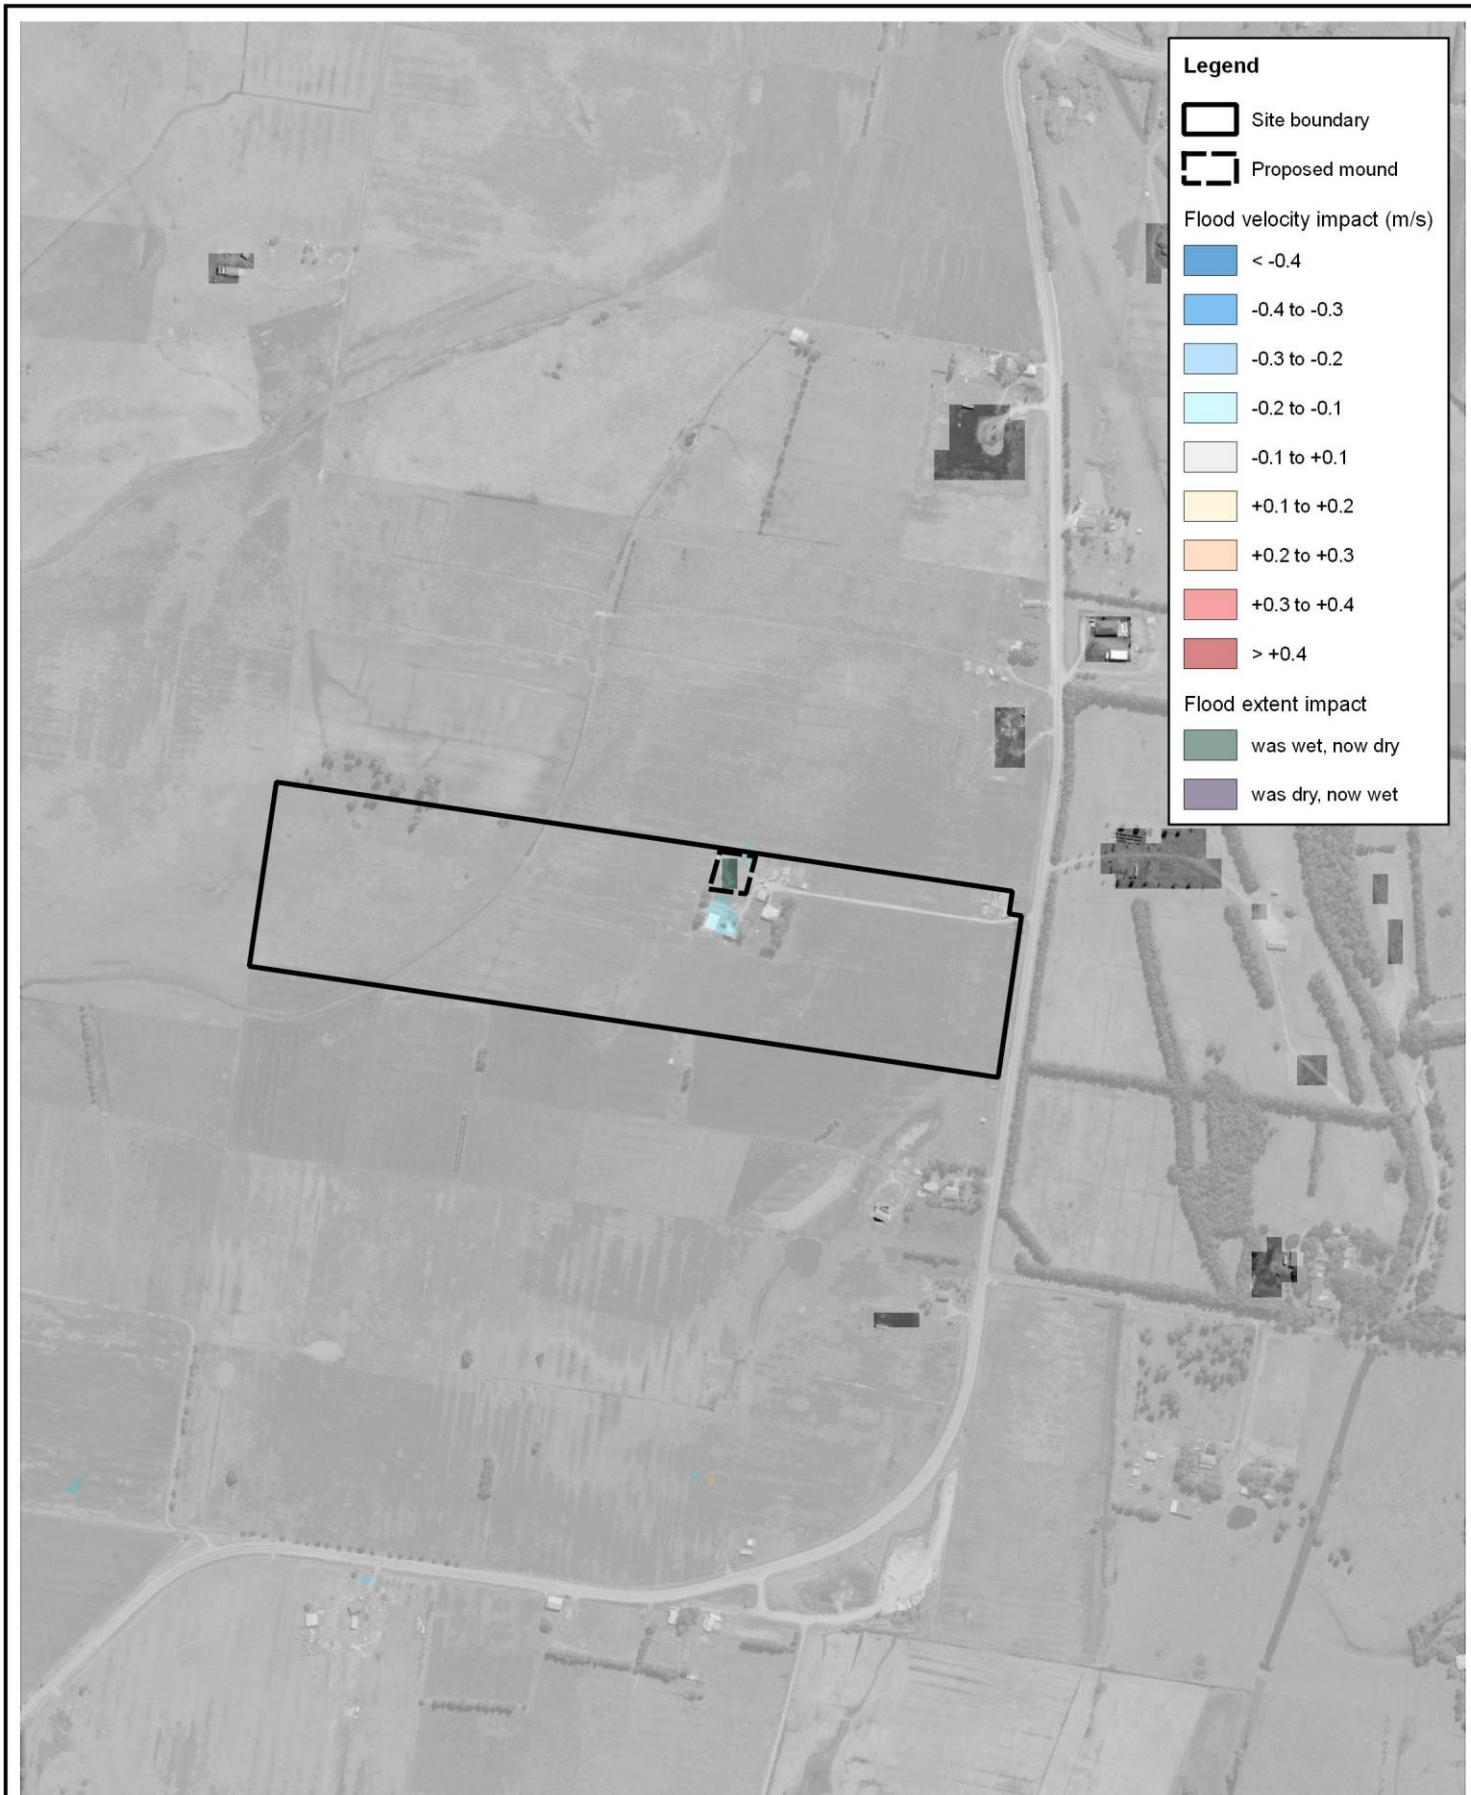 Legend
Site boundary
Proposed mound
Flood velocity impact (m/s)
< -0.4
-0.4 to -0.3
-0.3 to -0.2
-0.2 to -0.1
-0.1 to +0.1
+0.1 to +0.2
+0.2 to +0.3
+0.3 to +0.4
> +0.4
Flood extent impact
was wet, now dry
was dry, now wet